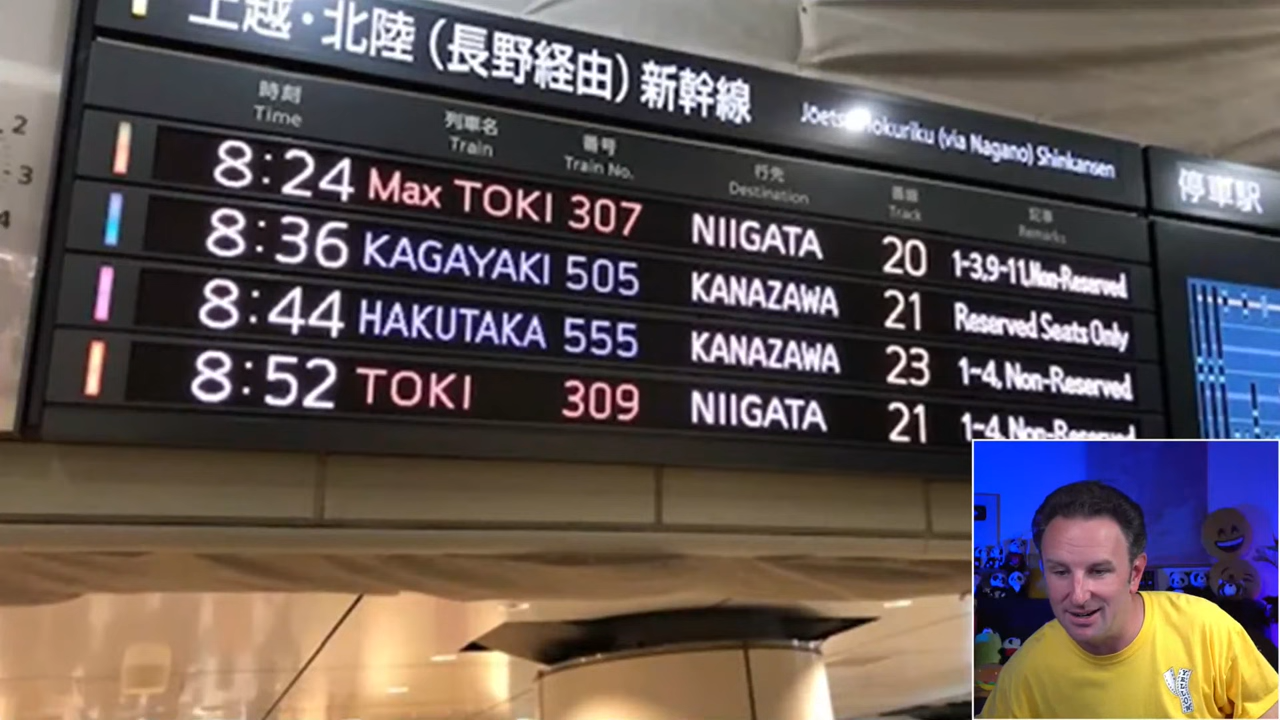 上越・北陸（長野経由）新幹線 Joetsu Hokuriku (via Nagano) Shinkansen
停車駅
時刻 列車名 番号 行先 番線 記事
Time Train Train No. Destination Track Remarks
8:24 Max TOKI 307 NIIGATA 20 1-3,9-11,Non-Reserved
8:36 KAGAYAKI 505 KANAZAWA 21 Reserved Seats Only
8:44 HAKUTAKA 555 KANAZAWA 23 1-4, Non-Reserved
8:52 TOKI 309 NIIGATA 21 1-4, Non-Reserved
2
3
4